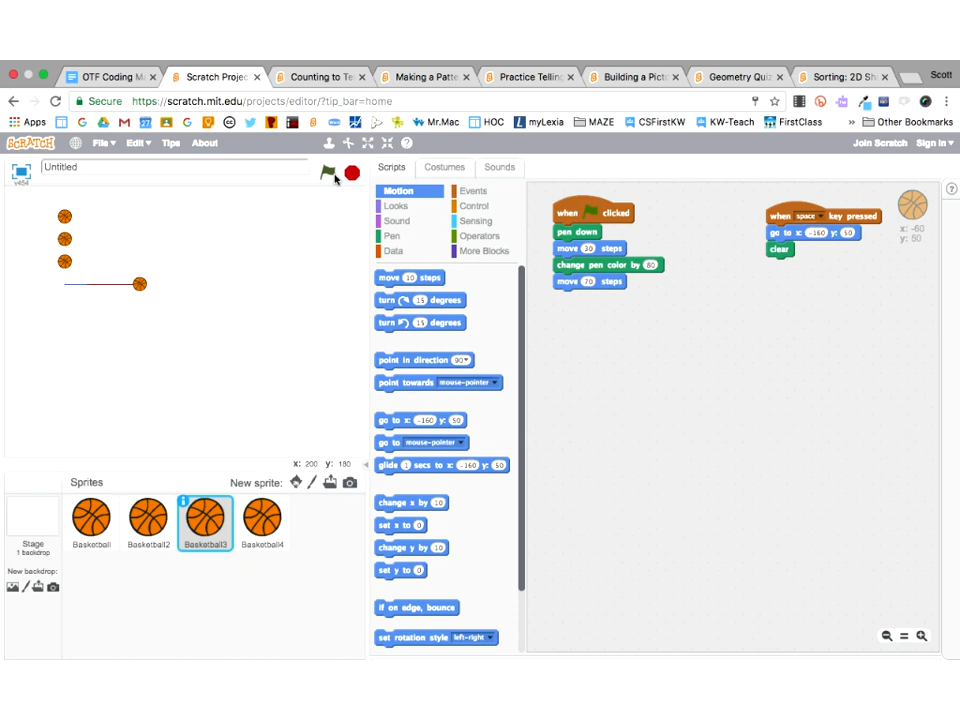 OTF Coding M
Scratch Projec
Counting to Te
Making a Patte
Practice Telling
Building a Pict
Geometry Quiz
Sorting: 2D Sh
Scott
Secure https://scratch.mit.edu/projects/editor/?tip_bar=home
Apps
Mr.Mac
HOC
myLexia
MAZE
CSFirstKW
KW-Teach
FirstClass
» Other Bookmarks
SCRATCH
File
Edit
Tips
About
Join Scratch
Sign in
v454
Untitled
Scripts
Costumes
Sounds
Motion
Looks
Sound
Pen
Data
Events
Control
Sensing
Operators
More Blocks
move 10 steps
turn 15 degrees
turn 15 degrees
point in direction 90
point towards mouse-pointer
go to x: -160 y: 50
go to mouse-pointer
glide 1 secs to x: -160 y: 50
change x by 10
set x to 0
change y by 10
set y to 0
if on edge, bounce
set rotation style left-right
when clicked
pen down
move 30 steps
change pen color by 80
move 70 steps
when space key pressed
go to x: -160 y: 50
clear
x: -60
y: 50
x: 200 y: 180
Sprites
New sprite:
Stage
1 backdrop
New backdrop:
Basketball
Basketball2
Basketball3
Basketball4